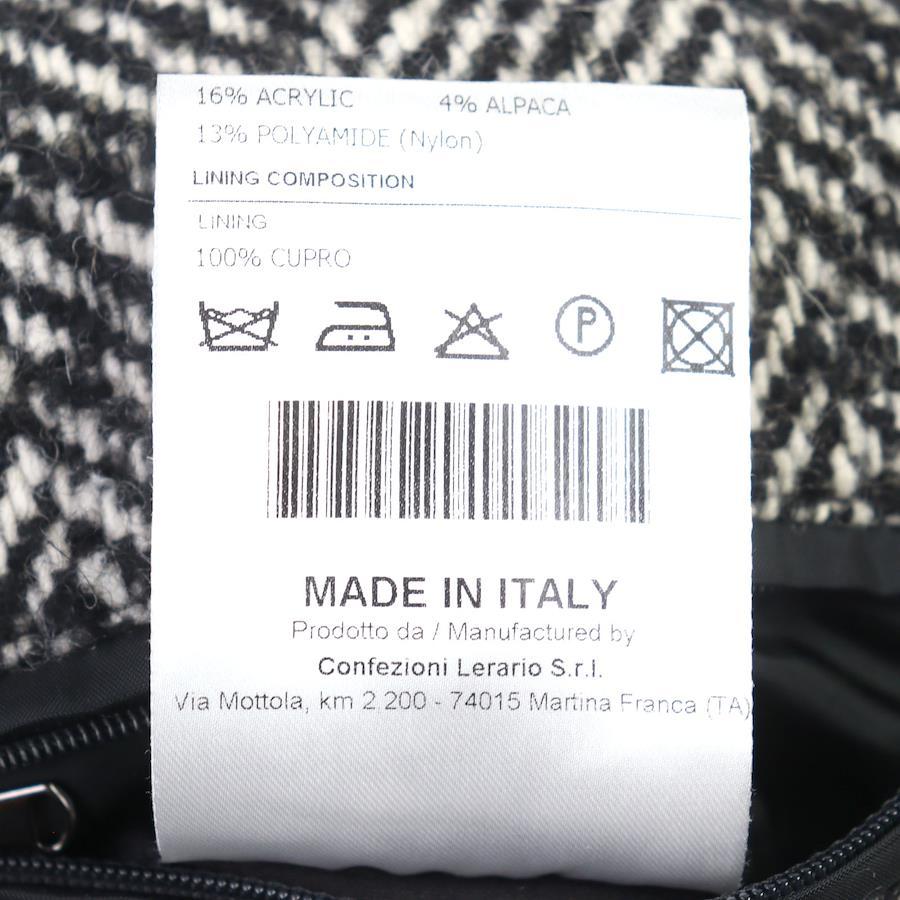 16% ACRYLIC 4% ALPACA
13% POLYAMIDE (Nylon)
LINING COMPOSITION
LINING
100% CUPRO
P
MADE IN ITALY
Prodotto da / Manufactured by
Confezioni Lerario S.r.l.
Via Mottola, km 2,200 - 74015 Martina Franca (TA)